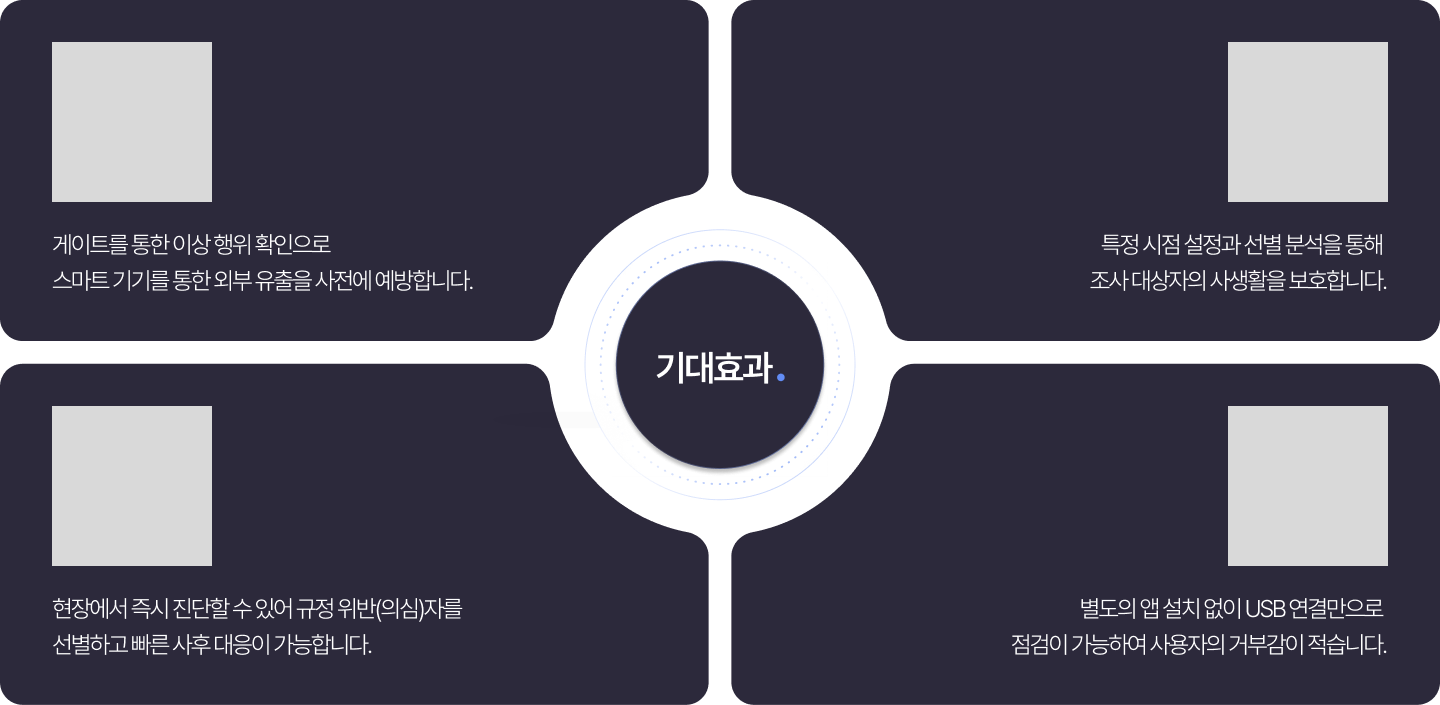 게이트를 통한 이상 행위 확인으로
스마트 기기를 통한 외부 유출을 사전에 예방합니다.
특정 시점 설정과 선별 분석을 통해
조사 대상자의 사생활을 보호합니다.
기대효과.
현장에서 즉시 진단할 수 있어 규정 위반(의심)자를
선별하고 빠른 사후 대응이 가능합니다.
별도의 앱 설치 없이 USB 연결만으로
점검이 가능하여 사용자의 거부감이 적습니다.